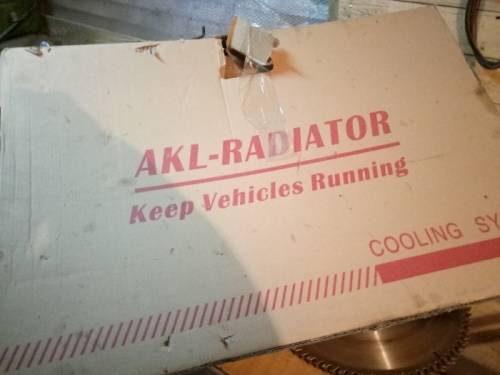 AKL-RADIATOR
Keep Vehicles Running
COOLING SY